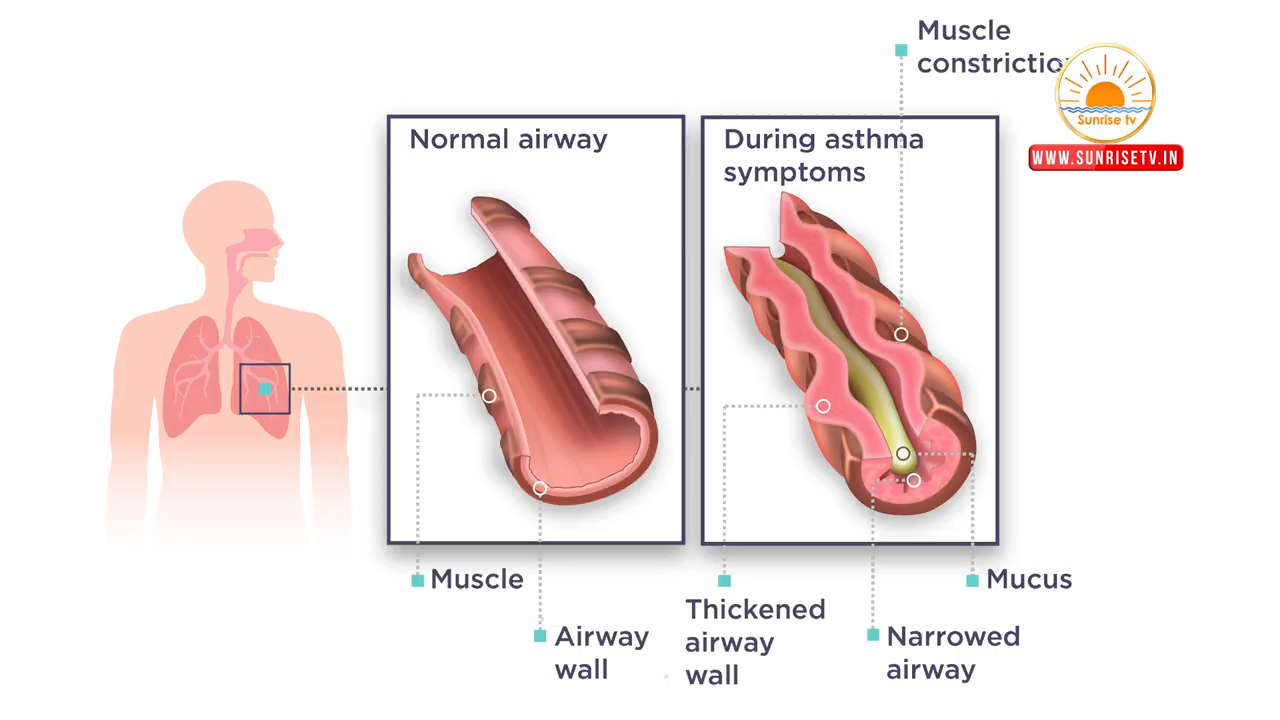 Muscle
constriction
Sunrise tv
WWW.SUNRISETV.IN
Normal airway
During asthma
symptoms
Muscle
Airway
wall
Thickened
airway
wall
Narrowed
airway
Mucus